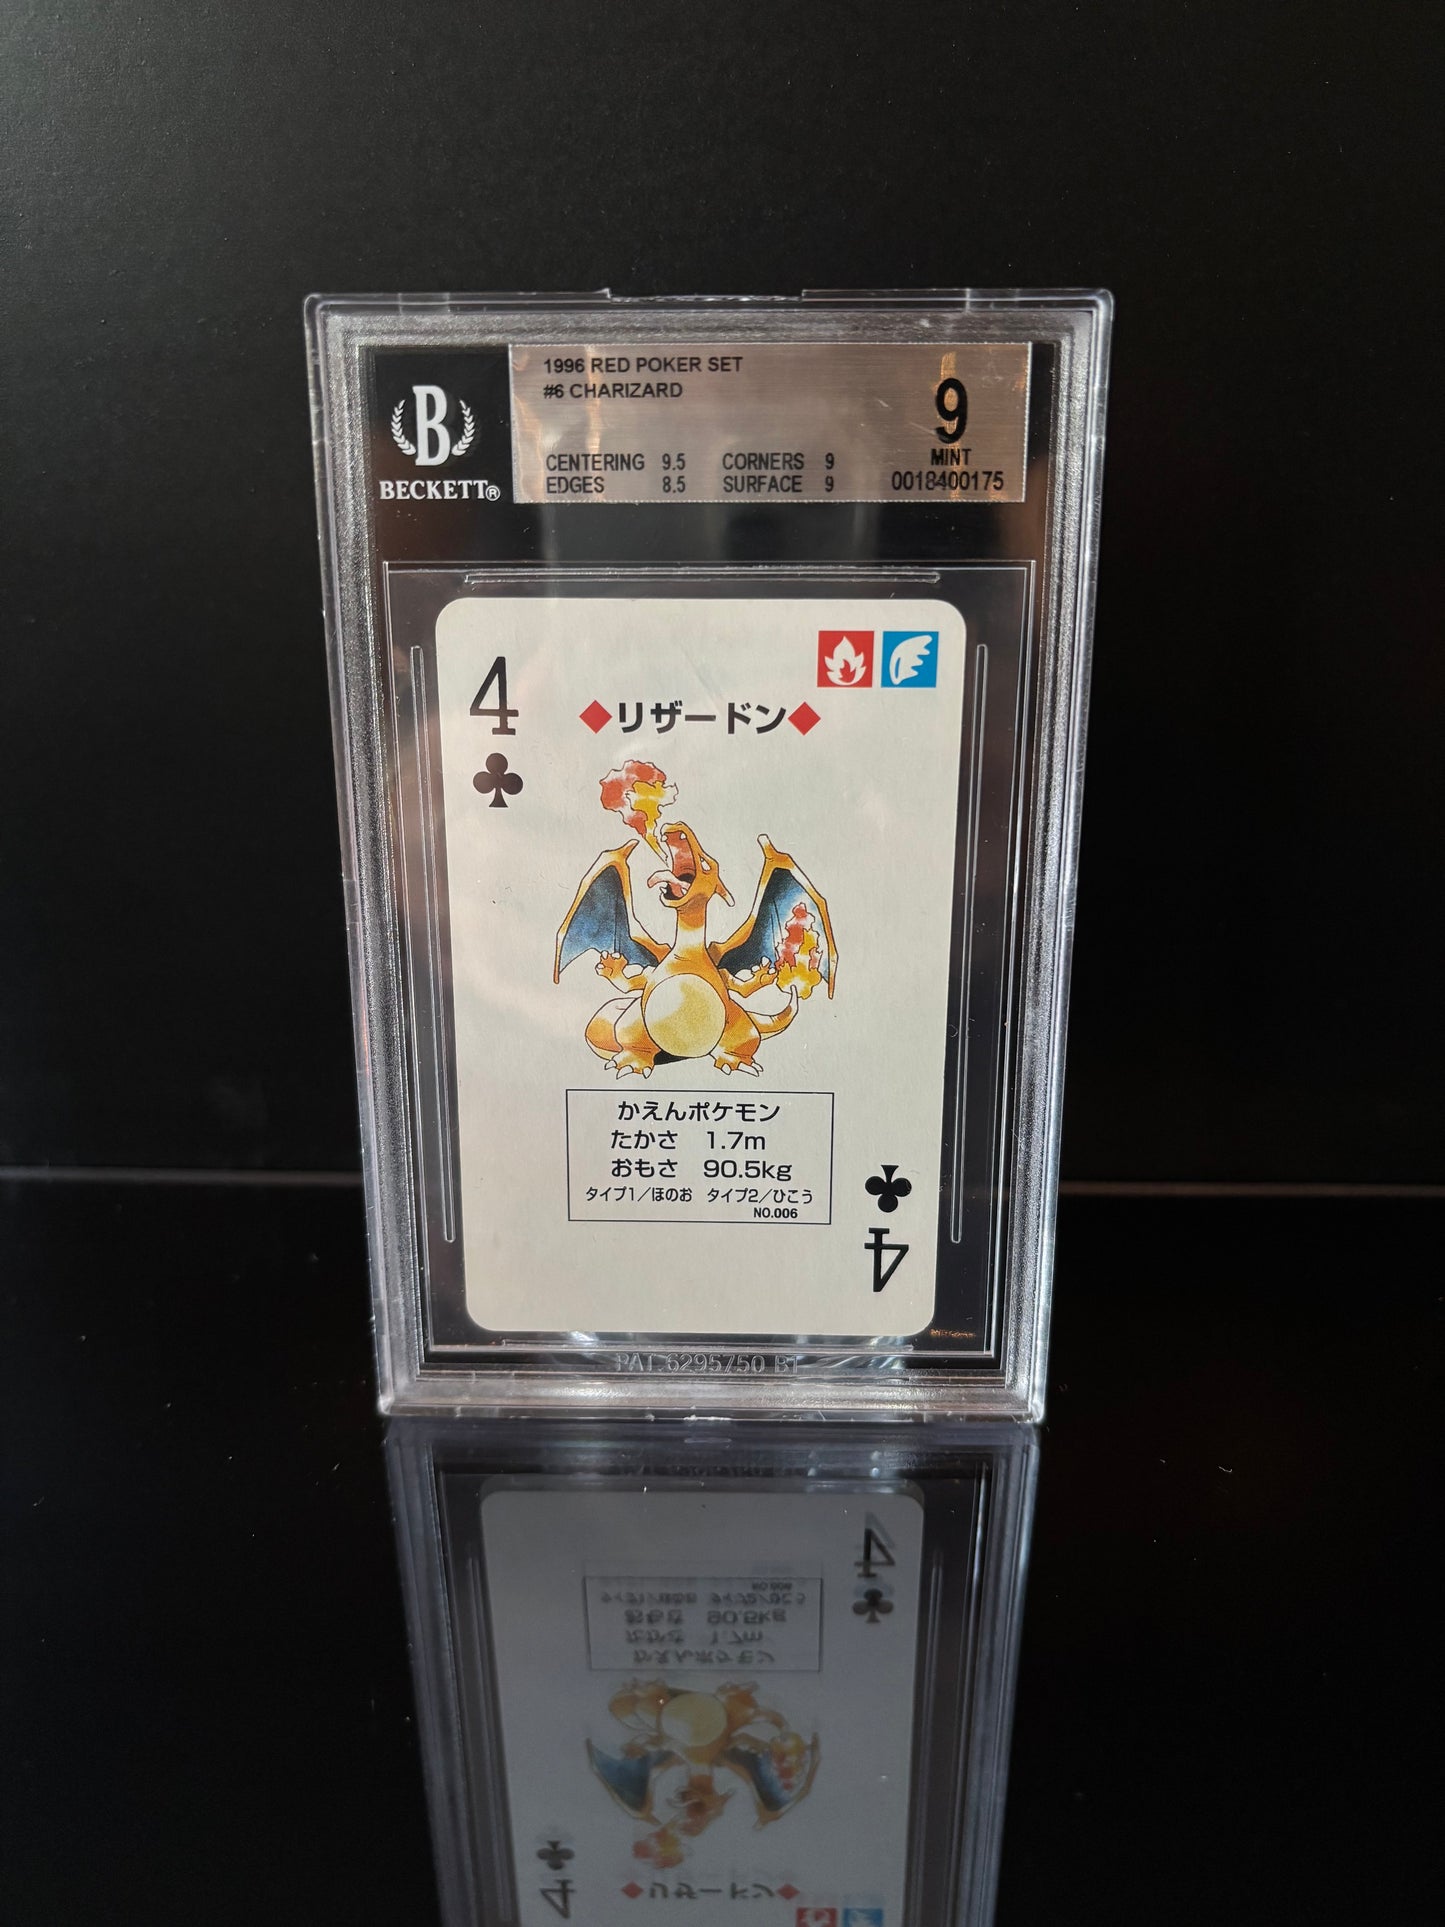 1996 RED POKER SET
#6 CHARIZARD
9
MINT
CENTERING 9.5 CORNERS 9
EDGES 8.5 SURFACE 9
0018400175
B
BECKETT®
4
◆リザードン◆
かえんポケモン
たかさ 1.7m
おもさ 90.5kg
タイプ1/ほのお タイプ2/ひこう
NO.006
4
PAT.6295750 B1